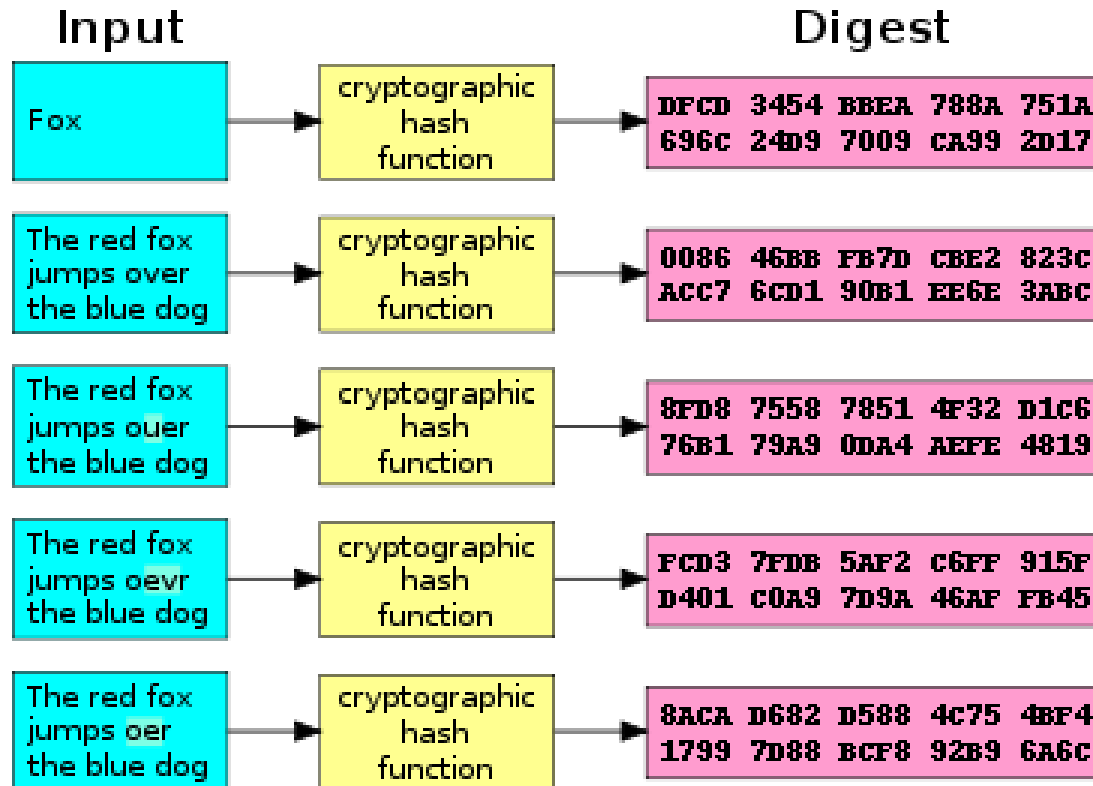 Input
Digest
Fox
cryptographic
hash
function
DFCD 3454 BBEA 788A 751A
696C 24D9 7009 CA99 2D17
The red fox
jumps over
the blue dog
cryptographic
hash
function
0086 46BB FB7D CBE2 823C
ACC7 6CD1 90B1 EE6E 3ABC
The red fox
jumps ouer
the blue dog
cryptographic
hash
function
8FD8 7558 7851 4F32 D1C6
76B1 79A9 0DA4 AEFE 4819
The red fox
jumps oevr
the blue dog
cryptographic
hash
function
FCD3 7FDB 5AF2 C6FF 915F
D401 C0A9 7D9A 46AF FB45
The red fox
jumps oer
the blue dog
cryptographic
hash
function
8ACA D682 D588 4C75 4BF4
1799 7D88 BCF8 92B9 6A6C